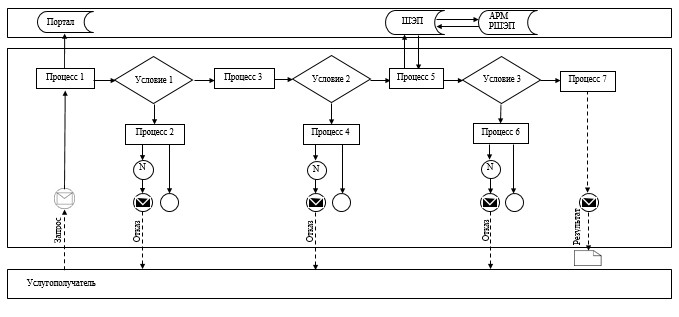 Портал
ШЭП
АРМ
РШЭП
Процесс 1
Условие 1
Процесс 3
Условие 2
Процесс 5
Условие 3
Процесс 7
Процесс 2
Процесс 4
Процесс 6
N
N
N
Запрос
Отказ
Отказ
Отказ
Результат
Услугополучатель